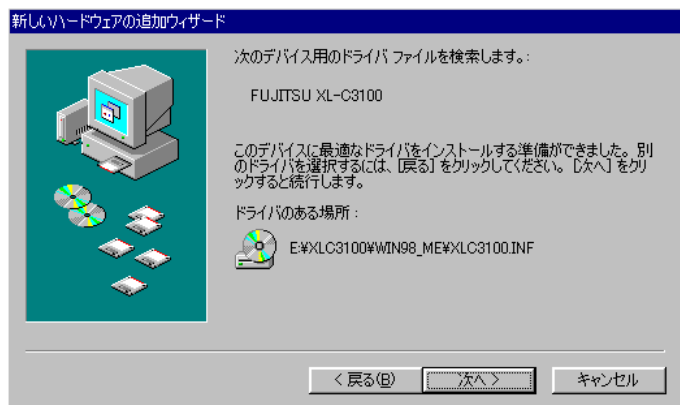 新しいハードウェアの追加ウィザード
次のデバイス用のドライバ ファイルを検索します。:
FUJITSU XL-C3100
このデバイスに最適なドライバをインストールする準備ができました。別
のドライバを選択するには、[戻る] をクリックしてください。[次へ] をクリ
ックすると続行します。
ドライバのある場所 :
E:¥XLC3100¥WIN98_ME¥XLC3100.INF
< 戻る(B)
次へ >
キャンセル